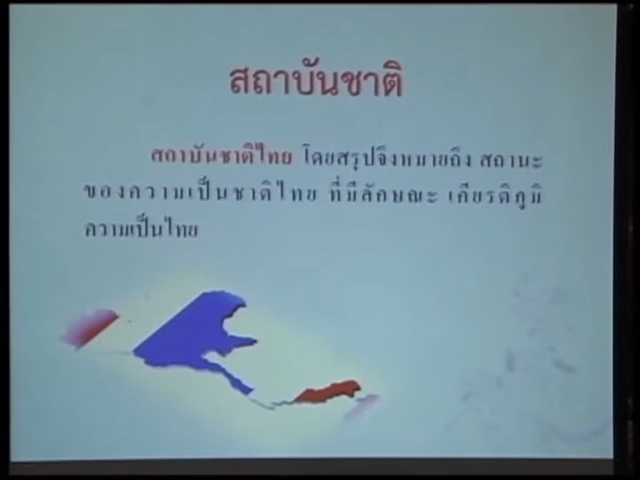 สถาบันชาติ
สถาบันชาติไทย โดยสรุปจึงหมายถึง สถานะ
ของความเป็นชาติไทย ที่มีลักษณะ เกียรติภูมิ
ความเป็นไทย